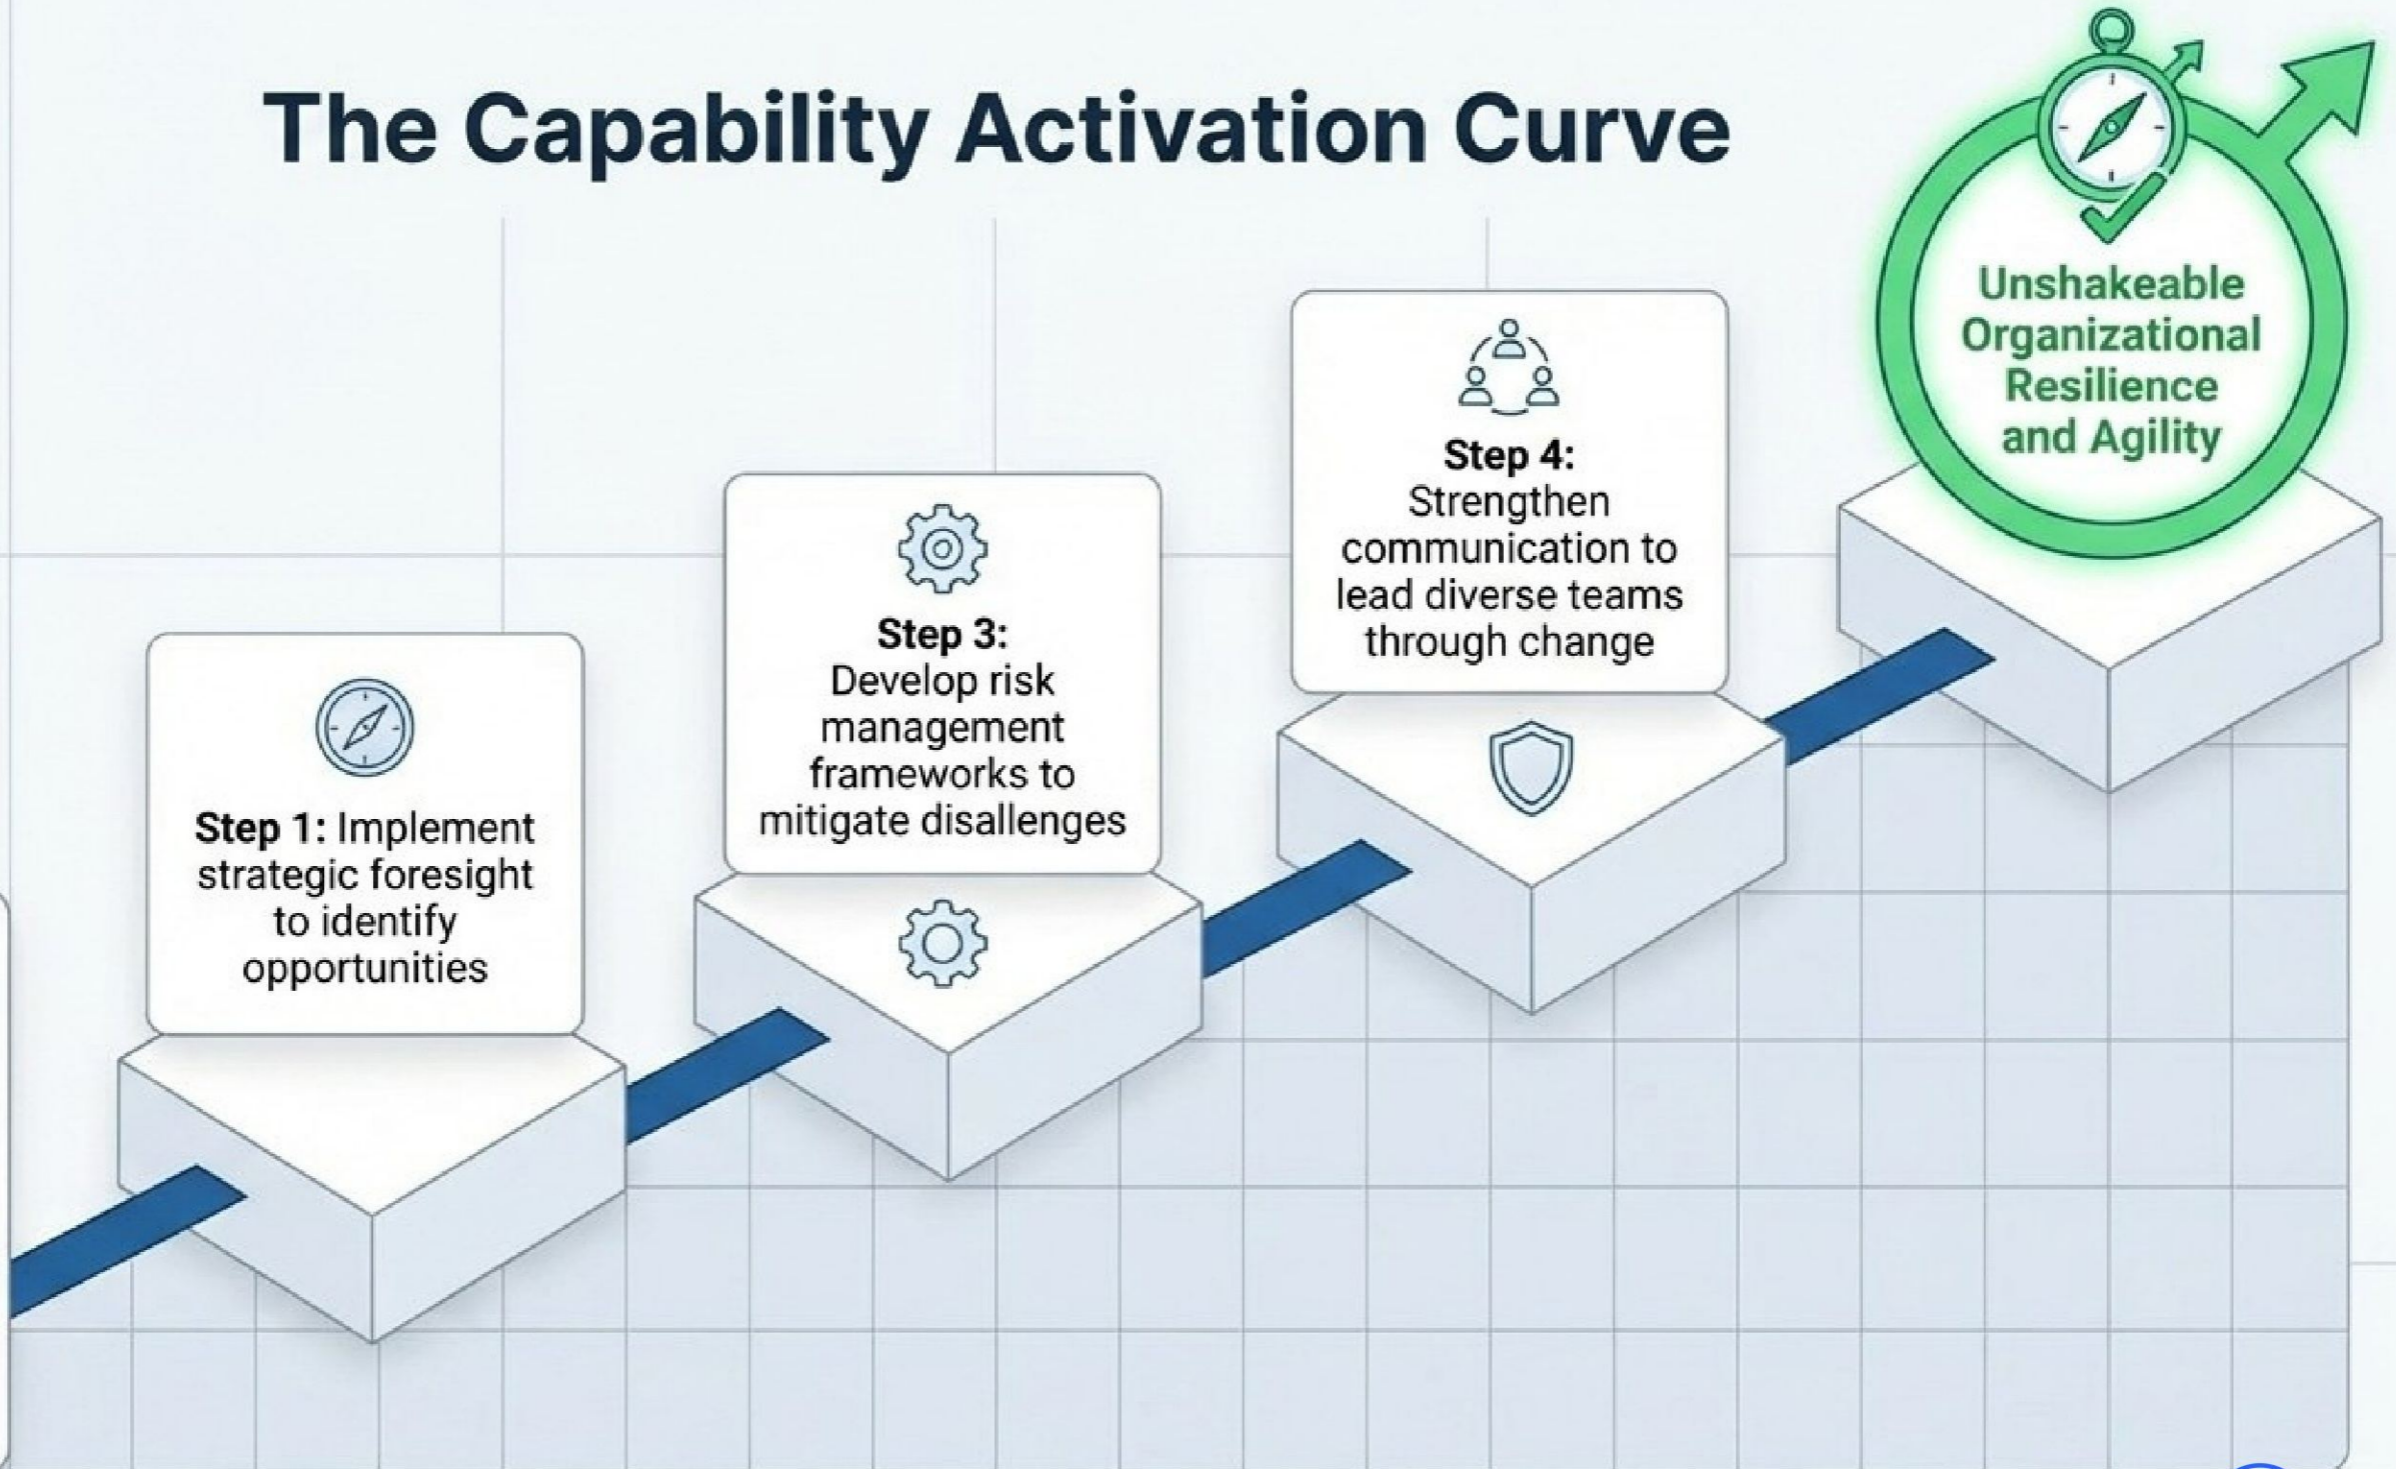 The Capability Activation Curve
Unshakeable
Organizational
Resilience
and Agility
Step 4:
Strengthen
communication to
lead diverse teams
through change
Step 3:
Develop risk
management
frameworks to
mitigate disallenges
Step 1: Implement
strategic foresight
to identify
opportunities